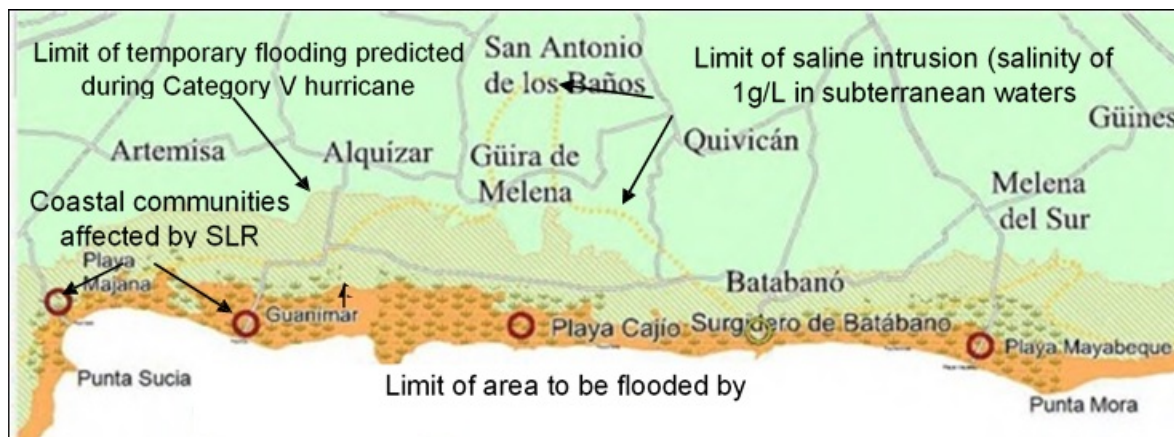 Limit of temporary flooding predicted
during Category V hurricane
San Antonio
de los Baños
Limit of saline intrusion (salinity of
1g/L in subterranean waters
Güines
Artemisa
Alquízar
Güira de
Melena
Quivicán
Melena
del Sur
Coastal communities
affected by SLR
Playa
Majana
Guanimar
Batabanó
Playa Cajío
Surgidero de Batábano
Playa Mayabeque
Punta Sucia
Limit of area to be flooded by
Punta Mora